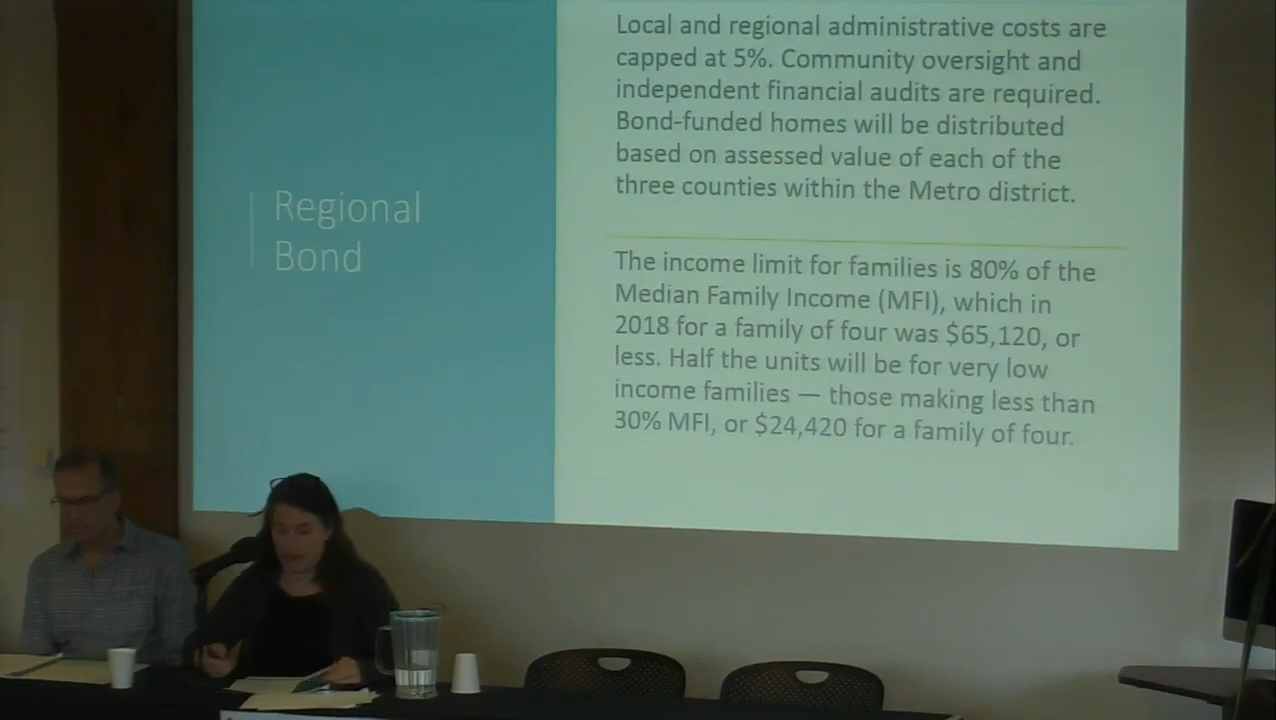 Regional
Bond
Local and regional administrative costs are
capped at 5%. Community oversight and
independent financial audits are required.
Bond-funded homes will be distributed
based on assessed value of each of the
three counties within the Metro district.
The income limit for families is 80% of the
Median Family Income (MFI), which in
2018 for a family of four was $65,120, or
less. Half the units will be for very low
income families — those making less than
30% MFI, or $24,420 for a family of four.